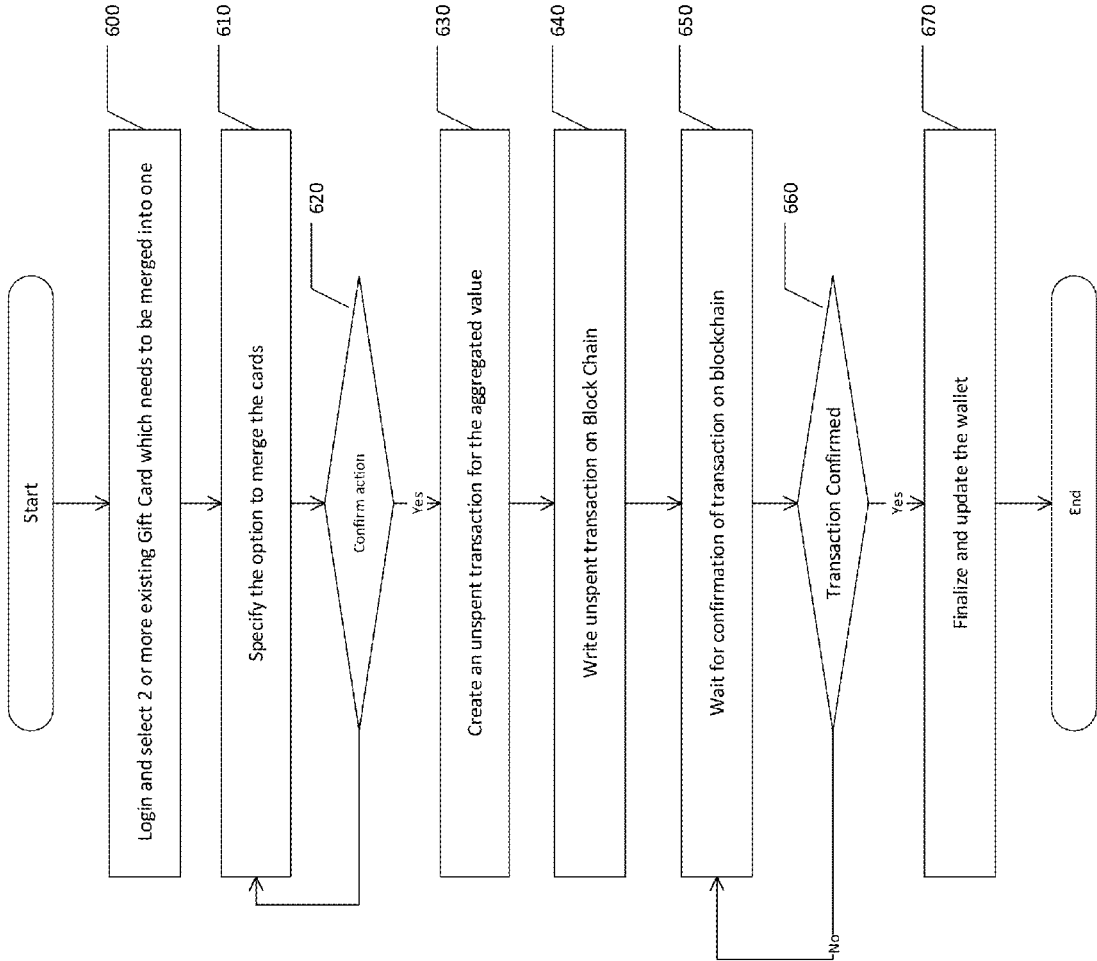 Start
600
Login and select 2 or more existing Gift Card which needs to be merged into one
610
Specify the option to merge the cards
620
Confirm action
Yes
630
Create an unspent transaction for the aggregated value
640
Write unspent transaction on Block Chain
650
Wait for confirmation of transaction on blockchain
660
Transaction Confirmed
No
Yes
670
Finalize and update the wallet
End